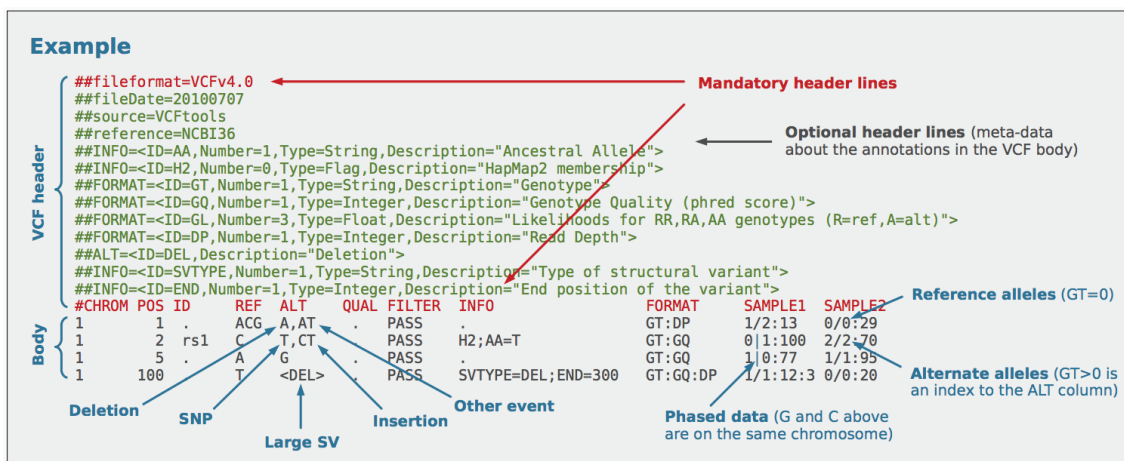 Example
VCF header
##fileformat=VCFv4.0
Mandatory header lines
##fileDate=20100707
##source=VCFtools
##reference=NCBI36
Optional header lines (meta-data
about the annotations in the VCF body)
##INFO=<ID=AA,Number=1,Type=String,Description="Ancestral Allele">
##INFO=<ID=H2,Number=0,Type=Flag,Description="HapMap2 membership">
##FORMAT=<ID=GT,Number=1,Type=String,Description="Genotype">
##FORMAT=<ID=GQ,Number=1,Type=Integer,Description="Genotype Quality (phred score)">
##FORMAT=<ID=GL,Number=3,Type=Float,Description="Likelihoods for RR,RA,AA genotypes (R=ref,A=alt)">
##FORMAT=<ID=DP,Number=1,Type=Integer,Description="Read Depth">
##ALT=<ID=DEL,Description="Deletion">
##INFO=<ID=SVTYPE,Number=1,Type=String,Description="Type of structural variant">
##INFO=<ID=END,Number=1,Type=Integer,Description="End position of the variant">
#CHROM POS ID REF ALT QUAL FILTER INFO FORMAT SAMPLE1 SAMPLE2
Reference alleles (GT=0)
Body
1 1 . ACG A,AT . PASS . GT:DP 1/2:13 0/0:29
1 2 rs1 C T,CT . PASS H2;AA=T GT:GQ 0|1:100 2/2:70
1 5 . A G . PASS . GT:GQ 1|0:77 1/1:95
1 100 T <DEL> . PASS SVTYPE=DEL;END=300 GT:GQ:DP 1/1:12:3 0/0:20
Alternate alleles (GT>0 is
an index to the ALT column)
Deletion
SNP
Large SV
Insertion
Other event
Phased data (G and C above
are on the same chromosome)